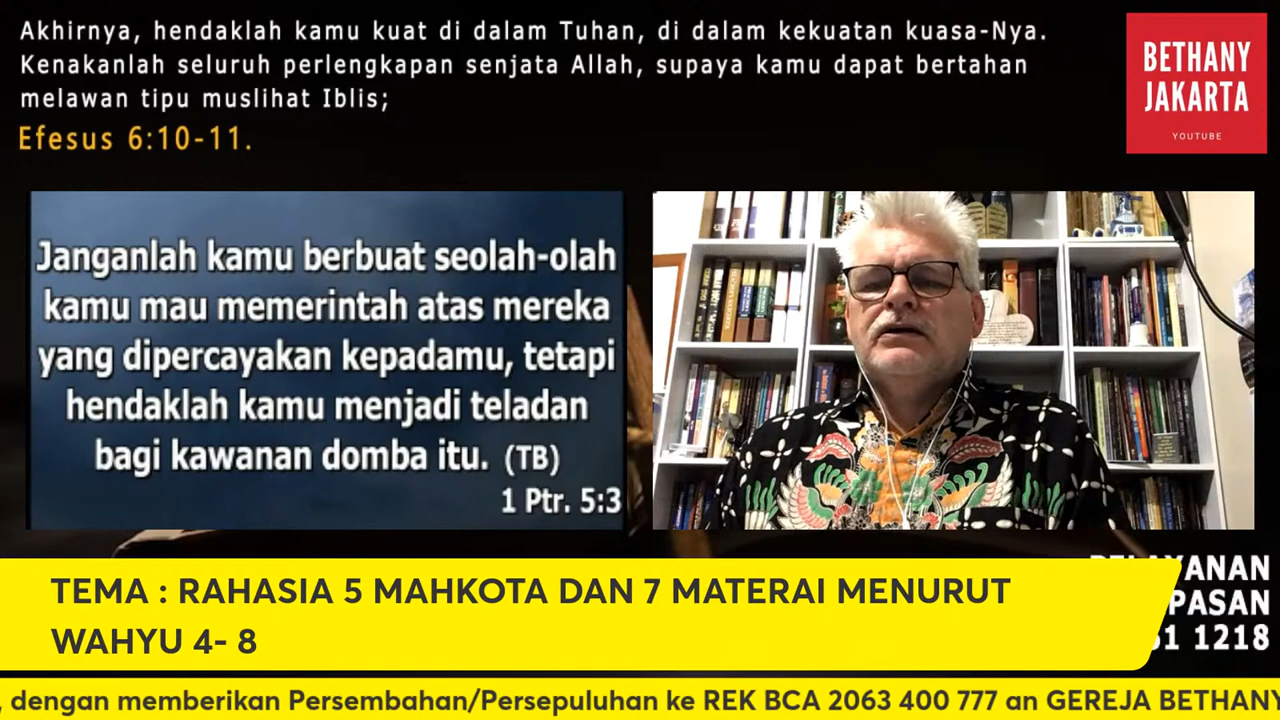 Akhirnya, hendaklah kamu kuat di dalam Tuhan, di dalam kekuatan kuasa-Nya.
Kenakanlah seluruh perlengkapan senjata Allah, supaya kamu dapat bertahan
melawan tipu muslihat Iblis;
Efesus 6:10-11.
BETHANY
JAKARTA
YOUTUBE
Janganlah kamu berbuat seolah-olah
kamu mau memerintah atas mereka
yang dipercayakan kepadamu, tetapi
hendaklah kamu menjadi teladan
bagi kawanan domba itu. (TB)
1 Ptr. 5:3
TEMA : RAHASIA 5 MAHKOTA DAN 7 MATERAI MENURUT
WAHYU 4- 8
1218
, dengan memberikan Persembahan/Persepuluhan ke REK BCA 2063 400 777 an GEREJA BETHANY